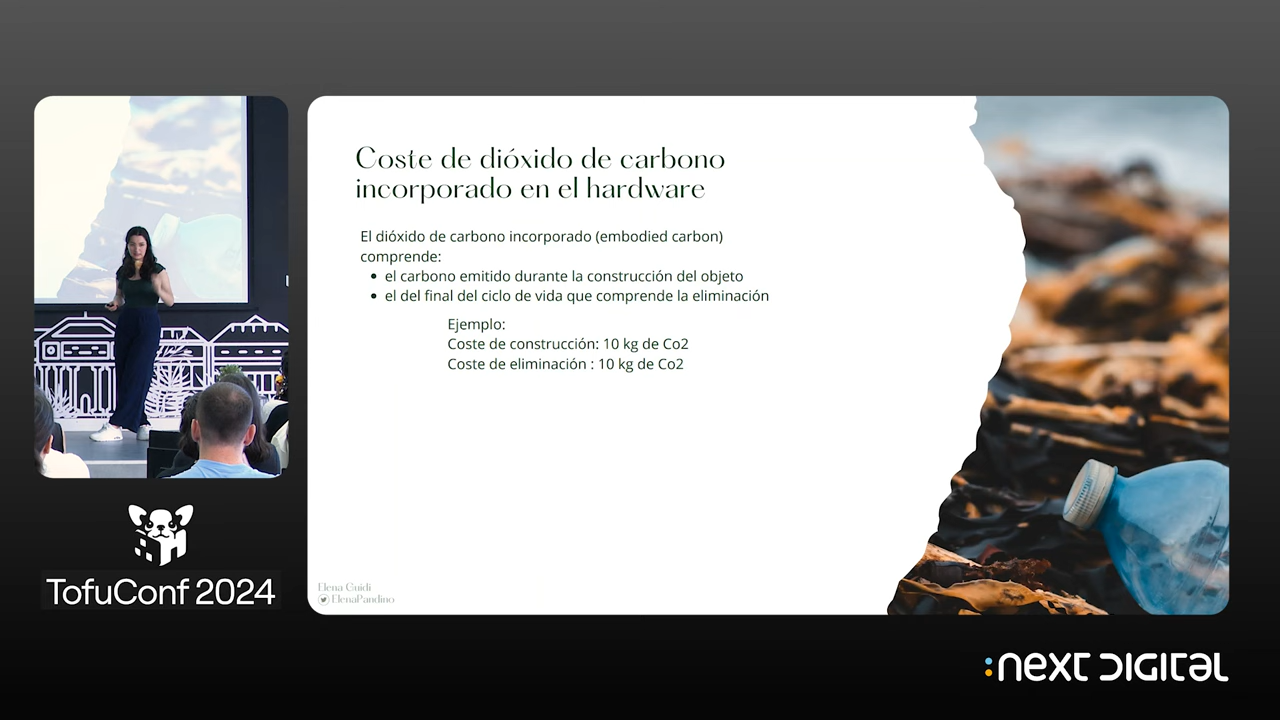 Coste de dióxido de carbono
incorporado en el hardware
El dióxido de carbono incorporado (embodied carbon)
comprende:
• el carbono emitido durante la construcción del objeto
• el del final del ciclo de vida que comprende la eliminación
Ejemplo:
Coste de construcción: 10 kg de Co2
Coste de eliminación : 10 kg de Co2
Elena Guidi
ElenaPandino
TofuConf 2024
:next DIGITal